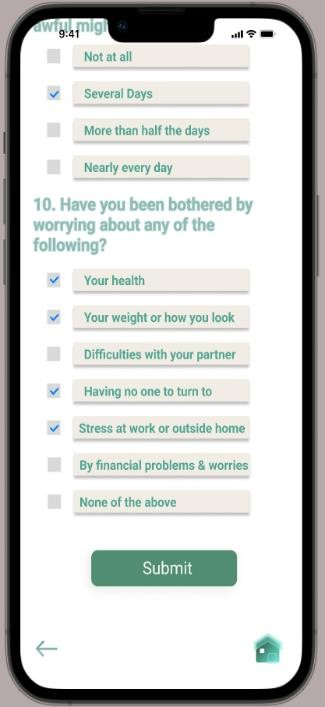 awful migh
9:41
Not at all
Several Days
More than half the days
Nearly every day
10. Have you been bothered by
worrying about any of the
following?
Your health
Your weight or how you look
Difficulties with your partner
Having no one to turn to
Stress at work or outside home
By financial problems & worries
None of the above
Submit